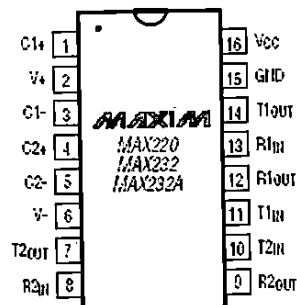 C1+ 1
V+ 2
C1- 3
C2+ 4
C2- 5
V- 6
T2OUT 7
R2IN 8
MAXIM
MAX220
MAX232
MAX232A
16 VCC
15 GND
14 T1OUT
13 R1IN
12 R1OUT
11 T1IN
10 T2IN
9 R2OUT